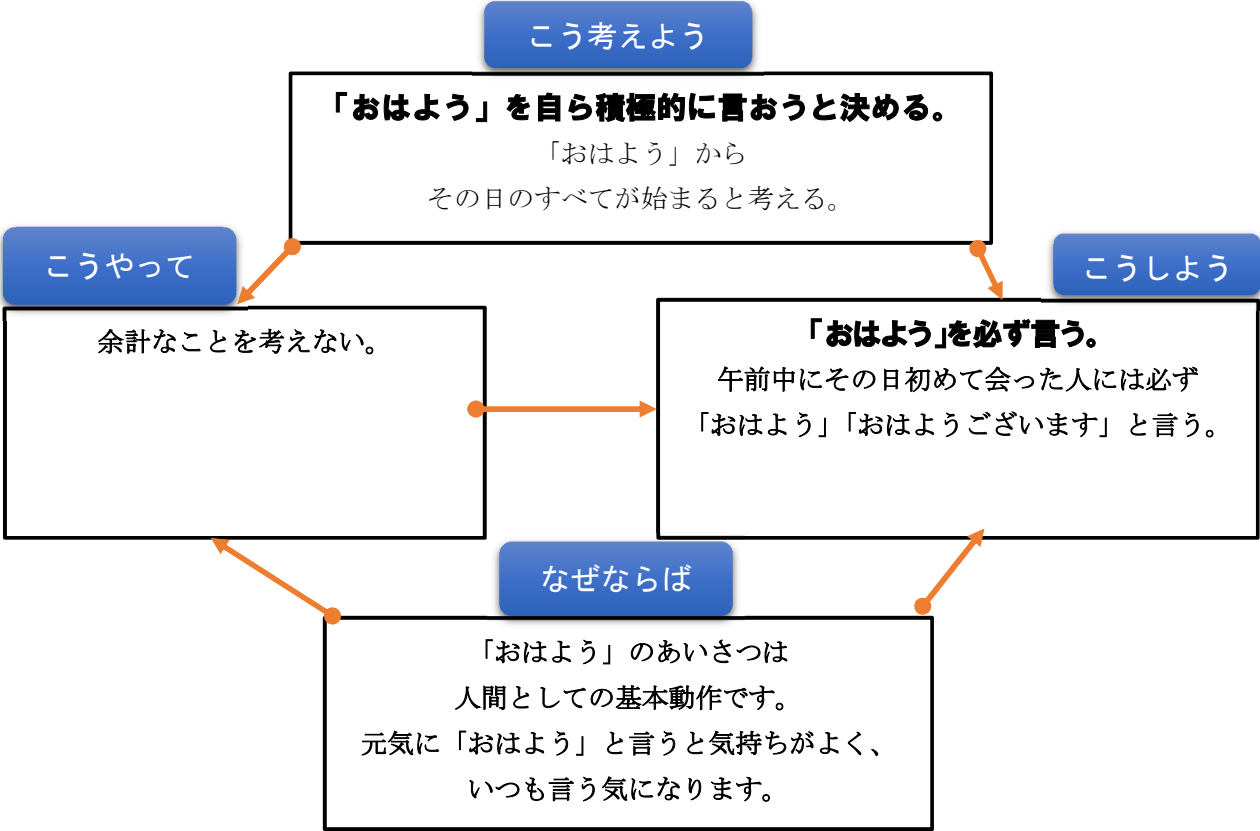 こう考えよう
「おはよう」を自ら積極的に言おうと決める。
「おはよう」から
その日のすべてが始まると考える。
こうやって
余計なことを考えない。
こうしよう
「おはよう」を必ず言う。
午前中にその日初めて会った人には必ず
「おはよう」「おはようございます」と言う。
なぜならば
「おはよう」のあいさつは
人間としての基本動作です。
元気に「おはよう」と言うと気持ちがよく、
いつも言う気になります。